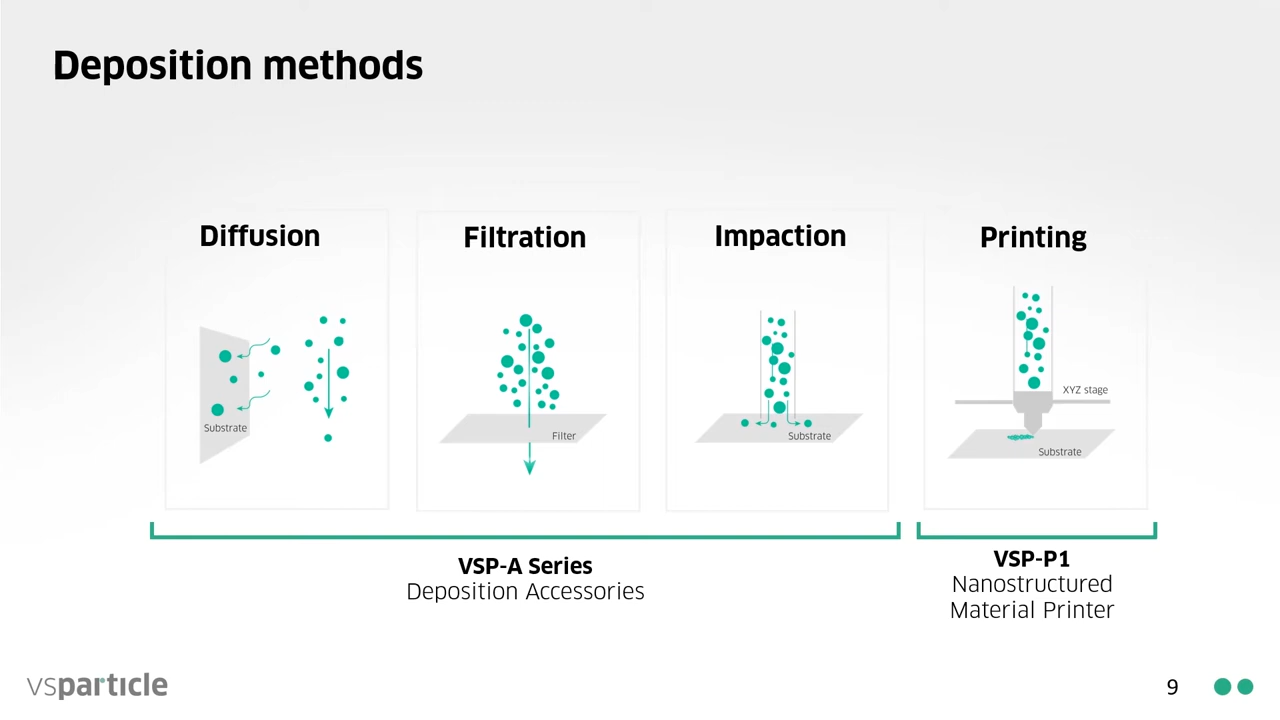 Deposition methods
Diffusion
Filtration
Impaction
Printing
Substrate
Filter
Substrate
XYZ stage
Substrate
VSP-A Series
Deposition Accessories
VSP-P1
Nanostructured
Material Printer
vsparticle
9